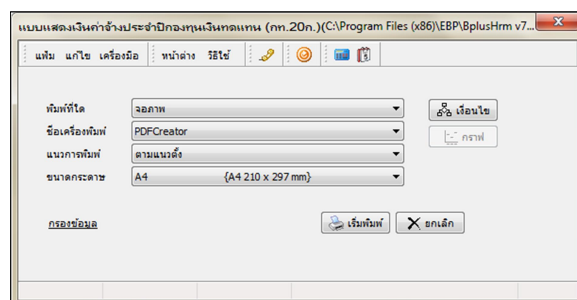 แบบแสดงเงินค่าจ้างประจำปีกองทุนเงินทดแทน (กท.20ก.)(C:\Program Files (x86)\EBP\BplusHrm v7...
แฟ้ม แก้ไข เครื่องมือ หน้าต่าง วิธีใช้
พิมพ์ที่ใด จอภาพ เงื่อนไข
ชื่อเครื่องพิมพ์ PDFCreator กราฟ
แนวการพิมพ์ ตามแนวตั้ง
ขนาดกระดาษ A4 {A4 210 x 297 mm}
กรองข้อมูล เริ่มพิมพ์ ยกเลิก